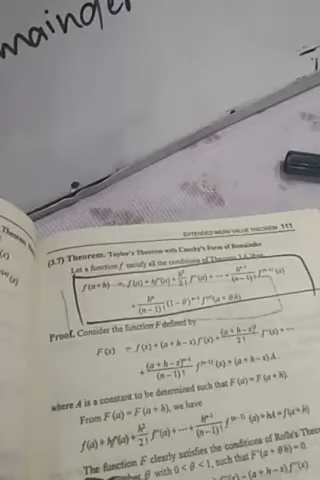 mainder
EXTENDED MEAN VALUE THEOREM 111
(3.7) Theorem. Taylor's Theorem with Cauchy's Form of Remainder
Let a function f satisfy all the conditions of Theorem
f(a+h) = f(a) + hf'(a) + h²/2! f''(a) + ··· + hⁿ⁻¹/(n-1)! f⁽ⁿ⁻¹⁾(a)
+ hⁿ/(n-1)! (1-θ)ⁿ⁻¹ f⁽ⁿ⁾(a+θh)
Proof. Consider the function F defined by
F(x) = f(x) + (a+h-x) f'(x) + (a+h-x)²/2! f''(x) + ···
+ (a+h-x)ⁿ⁻¹/(n-1)! f⁽ⁿ⁻¹⁾(x) + (a+h-x) A
where A is a constant to be determined such that F(a) = F(a+h).
From F(a) = F(a+h), we have
f(a) + hf'(a) + h²/2! f''(a) + ··· + hⁿ⁻¹/(n-1)! f⁽ⁿ⁻¹⁾(a) + hA = f(a+h)
The function F clearly satisfies the conditions of Rolle's
θ with 0 < θ < 1, such that F'(a+θh) = 0.
f'(x) + (a+h-x) f''(x)